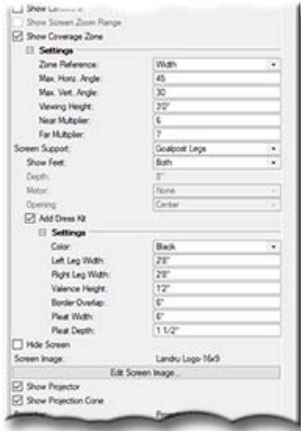 Show Screen Zoom Range
Show Coverage Zone
Settings
Zone Reference: Width
Max. Horiz. Angle: 45
Max. Vert. Angle: 30
Viewing Height: 3'0"
Near Multiplier: 6
Far Multiplier: 7
Screen Support: Goalpost Legs
Show Feet: Both
Depth: 8"
Motor: None
Opening: Center
Add Dress Kit
Settings
Color: Black
Left Leg Width: 2'8"
Right Leg Width: 2'8"
Valence Height: 1'2"
Border Overlap: 6"
Pleat Width: 6"
Pleat Depth: 1 1/2"
Hide Screen
Screen Image: Landru Logo-16x9
Edit Screen Image...
Show Projector
Show Projection Cone